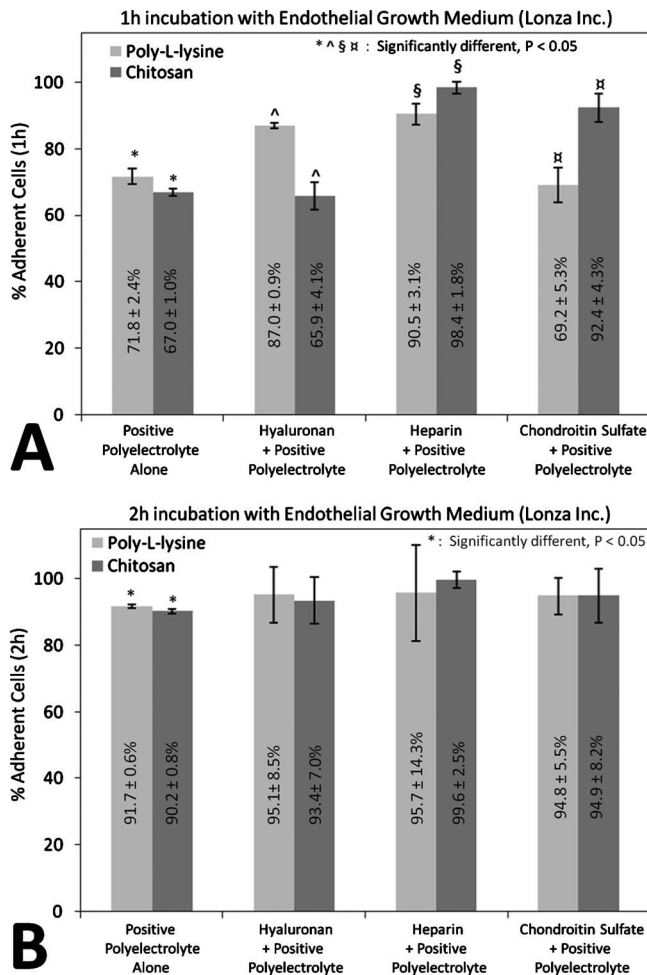 1h incubation with Endothelial Growth Medium (Lonza Inc.)
Poly-L-lysine
Chitosan
* ^ § ¤ : Significantly different, P < 0.05
% Adherent Cells (1h)
100
80
60
40
20
0
* * ^ ^ § § ¤ ¤
71.8 ± 2.4%
67.0 ± 1.0%
87.0 ± 0.9%
65.9 ± 4.1%
90.5 ± 3.1%
98.4 ± 1.8%
69.2 ± 5.3%
92.4 ± 4.3%
Positive
Polyelectrolyte
Alone
Hyaluronan
+ Positive
Polyelectrolyte
Heparin
+ Positive
Polyelectrolyte
Chondroitin Sulfate
+ Positive
Polyelectrolyte
A
2h incubation with Endothelial Growth Medium (Lonza Inc.)
Poly-L-lysine
Chitosan
* : Significantly different, P < 0.05
% Adherent Cells (2h)
100
80
60
40
20
0
* *
91.7 ± 0.6%
90.2 ± 0.8%
95.1± 8.5%
93.4± 7.0%
95.7 ± 14.3%
99.6 ± 2.5%
94.8 ± 5.5%
94.9 ± 8.2%
Positive
Polyelectrolyte
Alone
Hyaluronan
+ Positive
Polyelectrolyte
Heparin
+ Positive
Polyelectrolyte
Chondroitin Sulfate
+ Positive
Polyelectrolyte
B